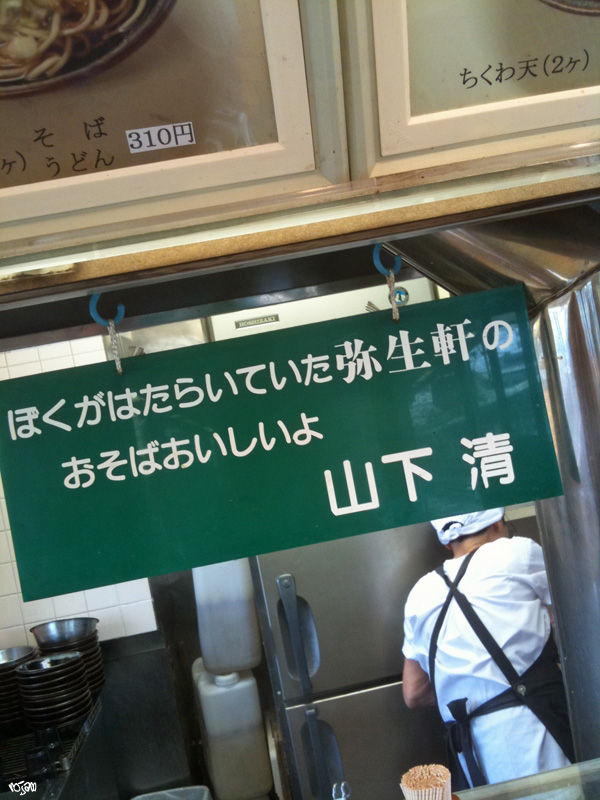 そば
ヶ) うどん
310円
ちくわ天(2ヶ)
HOSHIZAKI
ぼくがはたらいていた弥生軒の
おそばおいしいよ
山下 清